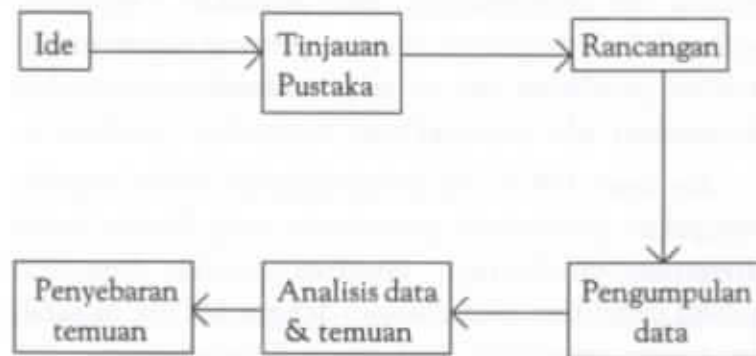 Ide
Tinjauan
Pustaka
Rancangan
Pengumpulan
data
Analisis data
& temuan
Penyebaran
temuan